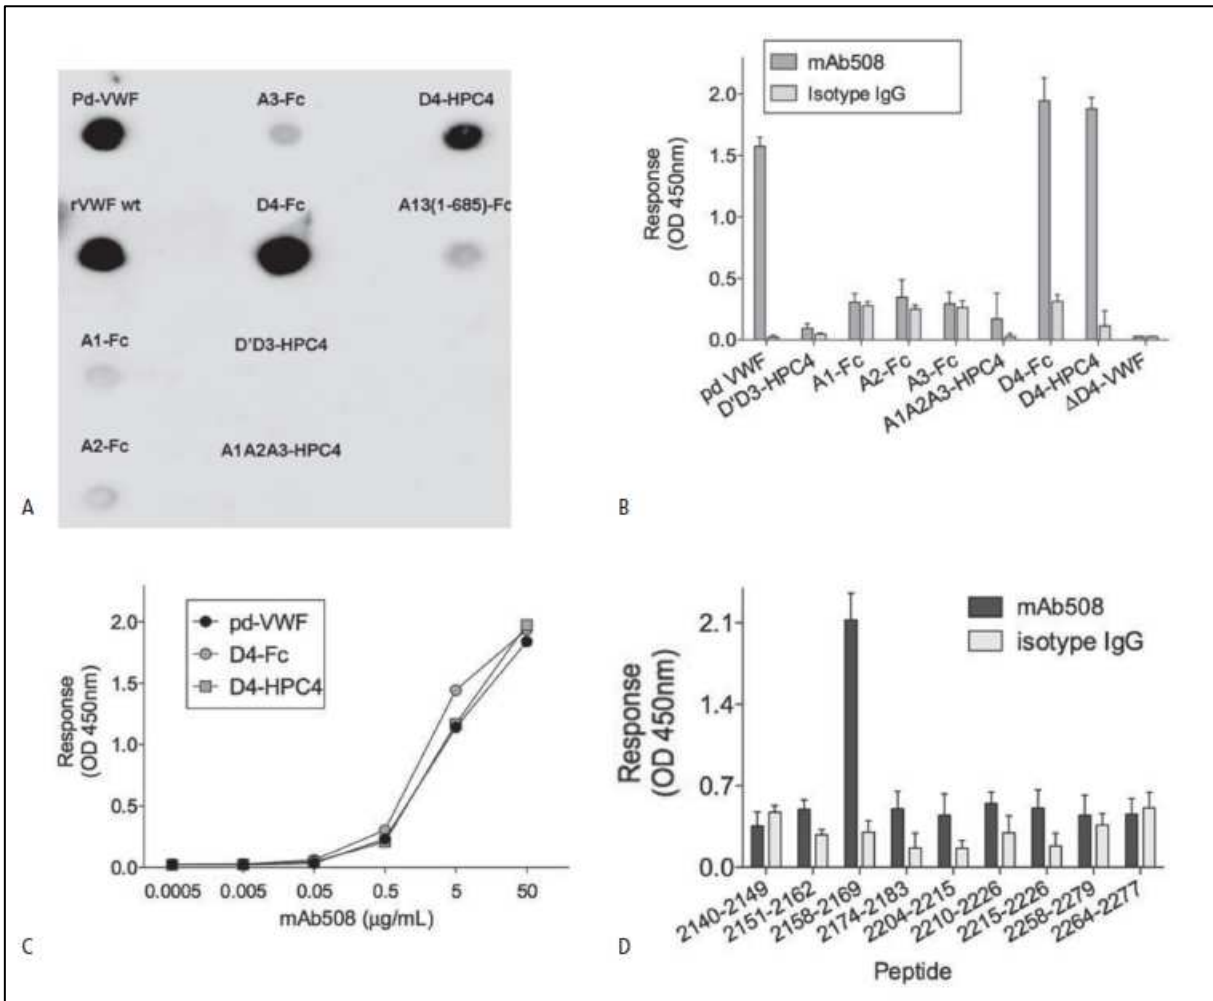 Pd-VWF A3-Fc D4-HPC4
rVWF wt D4-Fc A13(1-685)-Fc
A1-Fc D'D3-HPC4
A2-Fc A1A2A3-HPC4
A
mAb508
Isotype IgG
Response
(OD 450nm)
2.0
1.5
1.0
0.5
0.0
pd VWF
D'D3-HPC4
A1-Fc
A2-Fc
A3-Fc
A1A2A3-HPC4
D4-Fc
D4-HPC4
ΔD4-VWF
B
pd-VWF
D4-Fc
D4-HPC4
Response
(OD 450nm)
2.0
1.5
1.0
0.5
0.0
0.0005 0.005 0.05 0.5 5 50
mAb508 (µg/mL)
C
mAb508
isotype IgG
Response
(OD 450nm)
2.1
1.4
0.7
0.0
2140-2149
2151-2162
2158-2169
2174-2183
2204-2215
2210-2226
2215-2226
2258-2279
2264-2277
Peptide
D